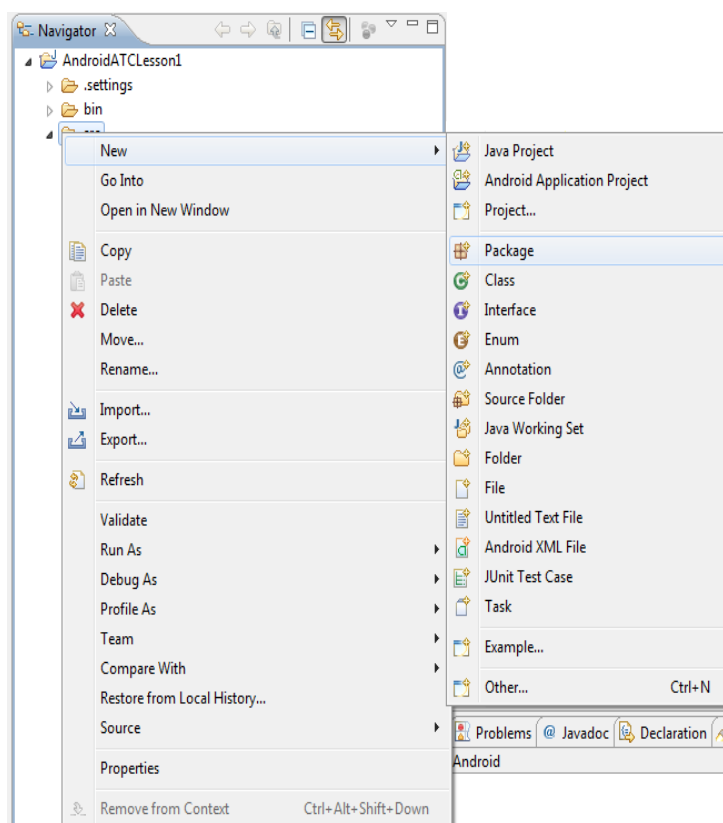 Navigator
AndroidATCLesson1
.settings
bin
New
Go Into
Open in New Window
Copy
Paste
Delete
Move...
Rename...
Import...
Export...
Refresh
Validate
Run As
Debug As
Profile As
Team
Compare With
Restore from Local History...
Source
Properties
Remove from Context Ctrl+Alt+Shift+Down
Java Project
Android Application Project
Project...
Package
Class
Interface
Enum
Annotation
Source Folder
Java Working Set
Folder
File
Untitled Text File
Android XML File
JUnit Test Case
Task
Example...
Other... Ctrl+N
Problems @ Javadoc Declaration
Android